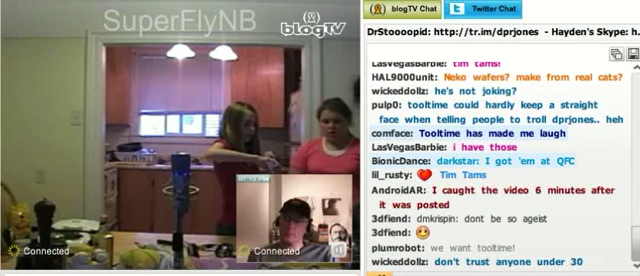 SuperFlyNB
blogTV
Connected
Connected
blogTV Chat
Twitter Chat
DrStoooopid: http://tr.im/dprjones - Hayden's Skype: h.
LasVegasBarbie: tim tams!
HAL9000unit: Neko wafers? make from real cats?
wickeddollz: he's not joking?
pulp0: tooltime could hardly keep a straight
face when telling people to troll dprjones.. heh
comface: Tooltime has made me laugh
LasVegasBarbie: i have those
BionicDance: darkstar: I got 'em at QFC
lil_rusty: Tim Tams
AndroidAR: I caught the video 6 minutes after
it was posted
3dfiend: dmkrispin: dont be so ageist
3dfiend:
plumrobot: we want tooltime!
wickeddollz: don't trust anyone under 30